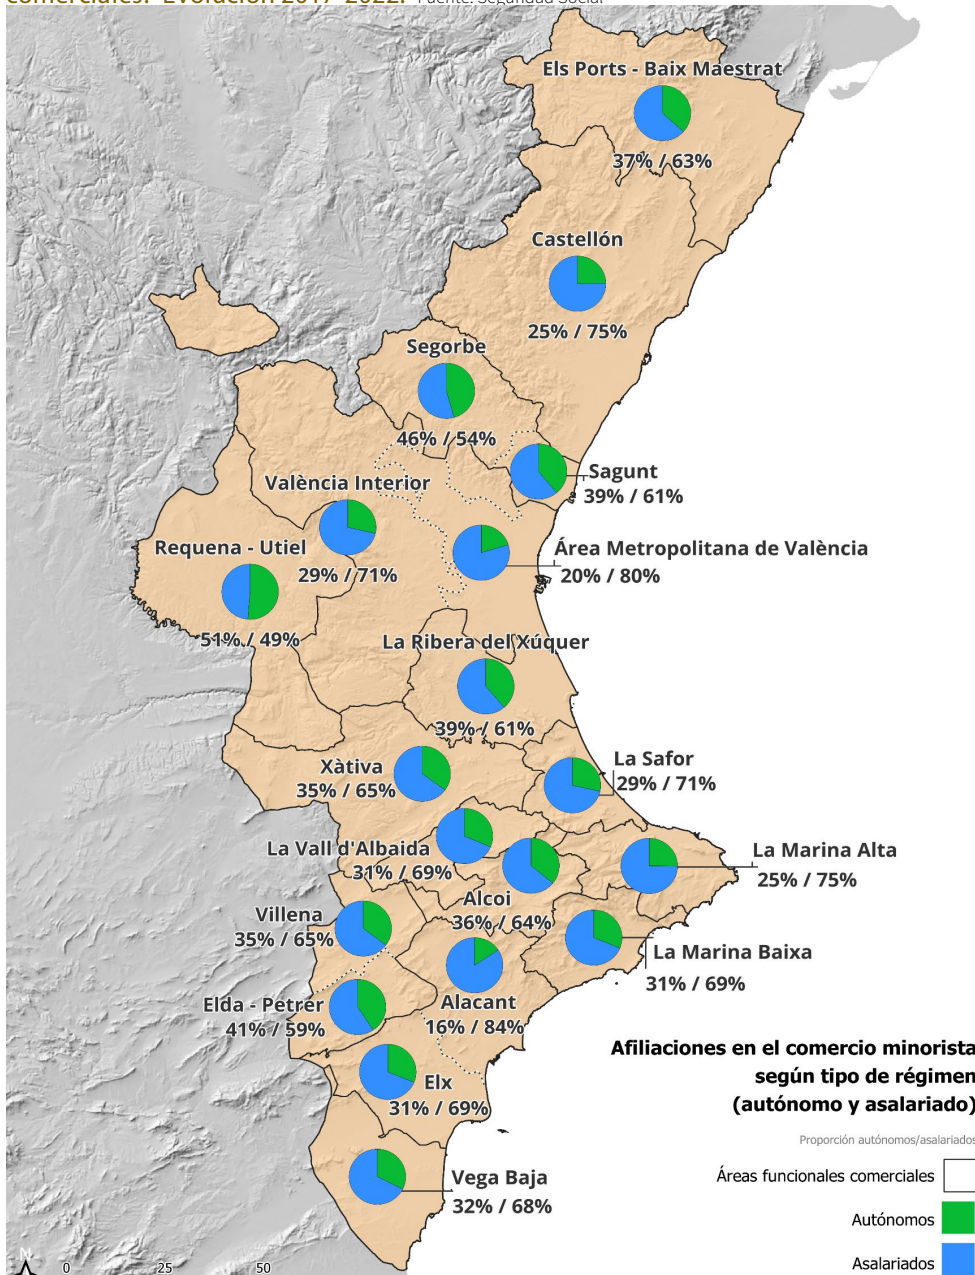 comerciales. Evolución 2017-2022. Fuente: Seguridad Social
Els Ports - Baix Maestrat
37% / 63%
Castellón
25% / 75%
Segorbe
46% / 54%
Sagunt
39% / 61%
València Interior
29% / 71%
Área Metropolitana de València
20% / 80%
Requena - Utiel
51% / 49%
La Ribera del Xúquer
39% / 61%
Xàtiva
35% / 65%
La Safor
29% / 71%
La Vall d'Albaida
31% / 69%
La Marina Alta
25% / 75%
Alcoi
36% / 64%
Villena
35% / 65%
La Marina Baixa
31% / 69%
Elda - Petrer
41% / 59%
Alacant
16% / 84%
Elx
31% / 69%
Vega Baja
32% / 68%
Afiliaciones en el comercio minorista
según tipo de régimen
(autónomo y asalariado)
Proporción autónomos/asalariados
Áreas funcionales comerciales
Autónomos
Asalariados
N
0 25 50